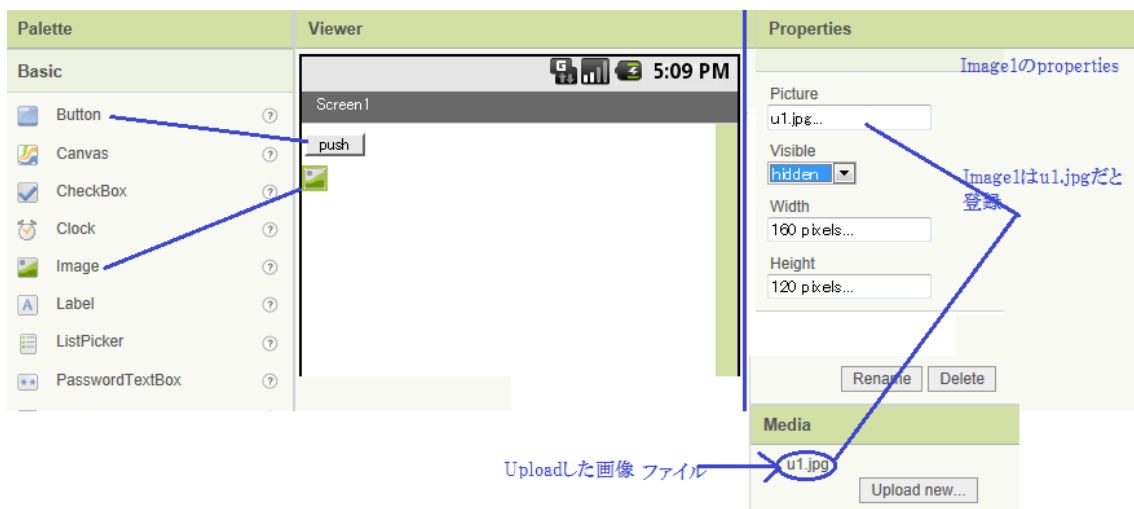 Palette
Basic
Button
?
Canvas
?
CheckBox
?
Clock
?
Image
?
Label
?
ListPicker
?
PasswordTextBox
?
Viewer
5:09 PM
Screen1
push
Properties
Image1のproperties
Picture
u1.jpg...
Visible
hidden
Width
160 pixels...
Height
120 pixels...
Image1はu1.jpgだと
登録
Rename
Delete
Media
u1.jpg
Upload new...
Uploadした画像 ファイル